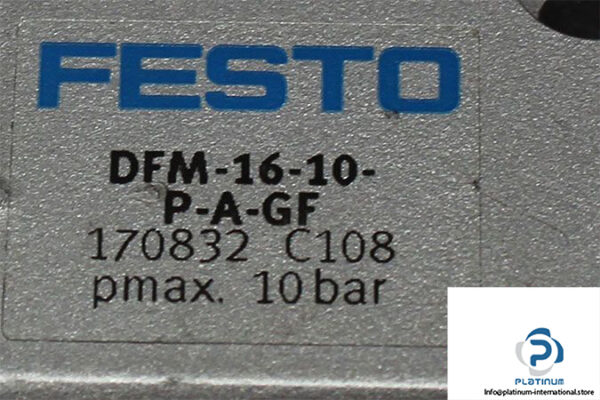 FESTO
DFM-16-10-
P-A-GF
170832 C108
pmax. 10 bar
PLATINUM
Info@platinum-international.store